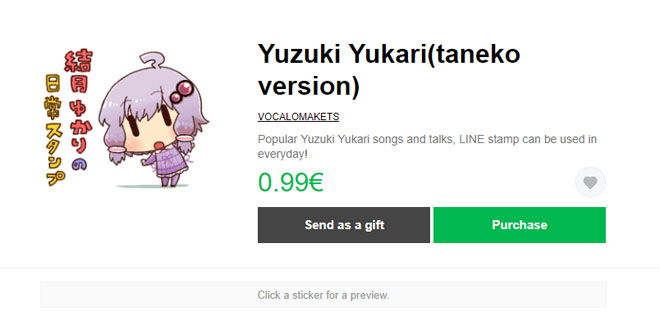 結月ゆかりの
日常スタンプ
Yuzuki Yukari(taneko
version)
VOCALOMAKETS
Popular Yuzuki Yukari songs and talks, LINE stamp can be used in
everyday!
0.99€
Send as a gift
Purchase
Click a sticker for a preview.